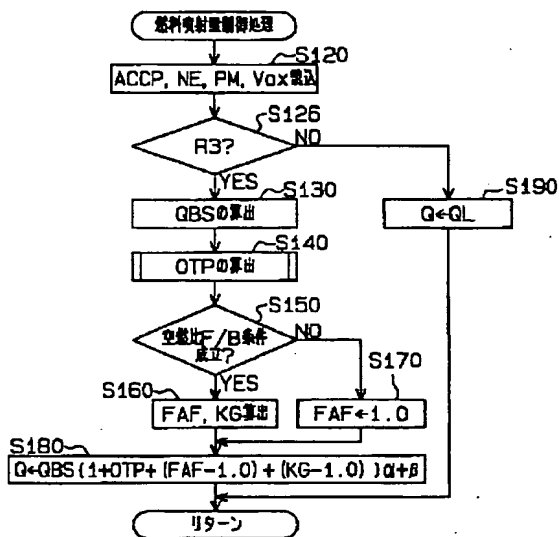 燃料噴射量制御処理
S120
ACCP, NE, PM, Vox読込
S126
R3?
NO
YES
S130
QBSの算出
S190
Q←QL
S140
OTPの算出
S150
空燃比F/B条件
成立?
NO
YES
S160
FAF, KG算出
S170
FAF←1.0
S180
Q←QBS{1+OTP+(FAF-1.0)+(KG-1.0)}α+β
リターン